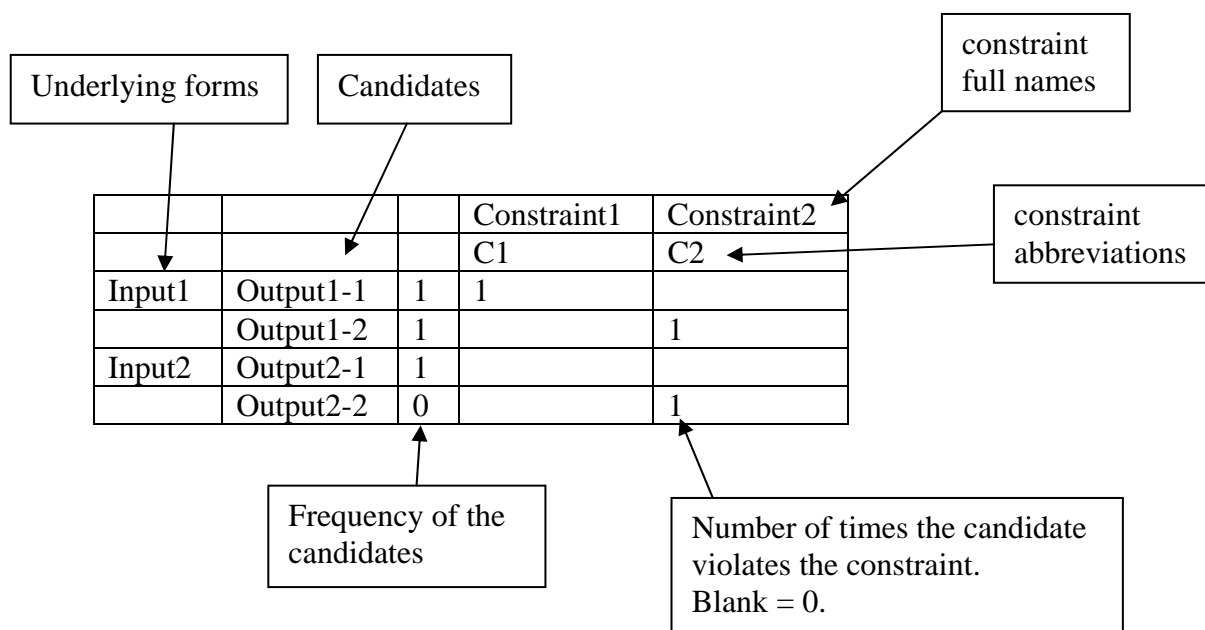 constraint
full names
Underlying forms
Candidates
Constraint1 Constraint2
C1 C2
Input1 Output1-1 1 1
Output1-2 1 1
Input2 Output2-1 1
Output2-2 0 1
constraint
abbreviations
Frequency of the
candidates
Number of times the candidate
violates the constraint.
Blank = 0.